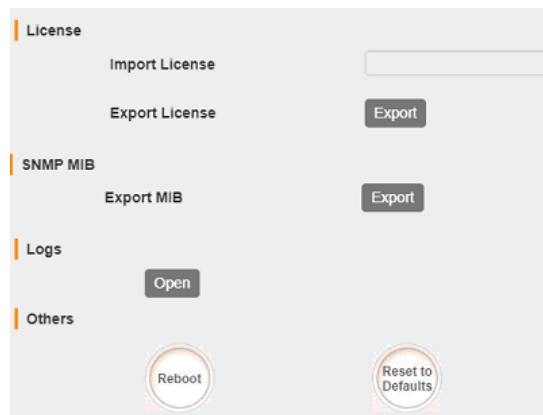 License
Import License
Export License Export
SNMP MIB
Export MIB Export
Logs
Open
Others
Reboot
Reset to
Defaults